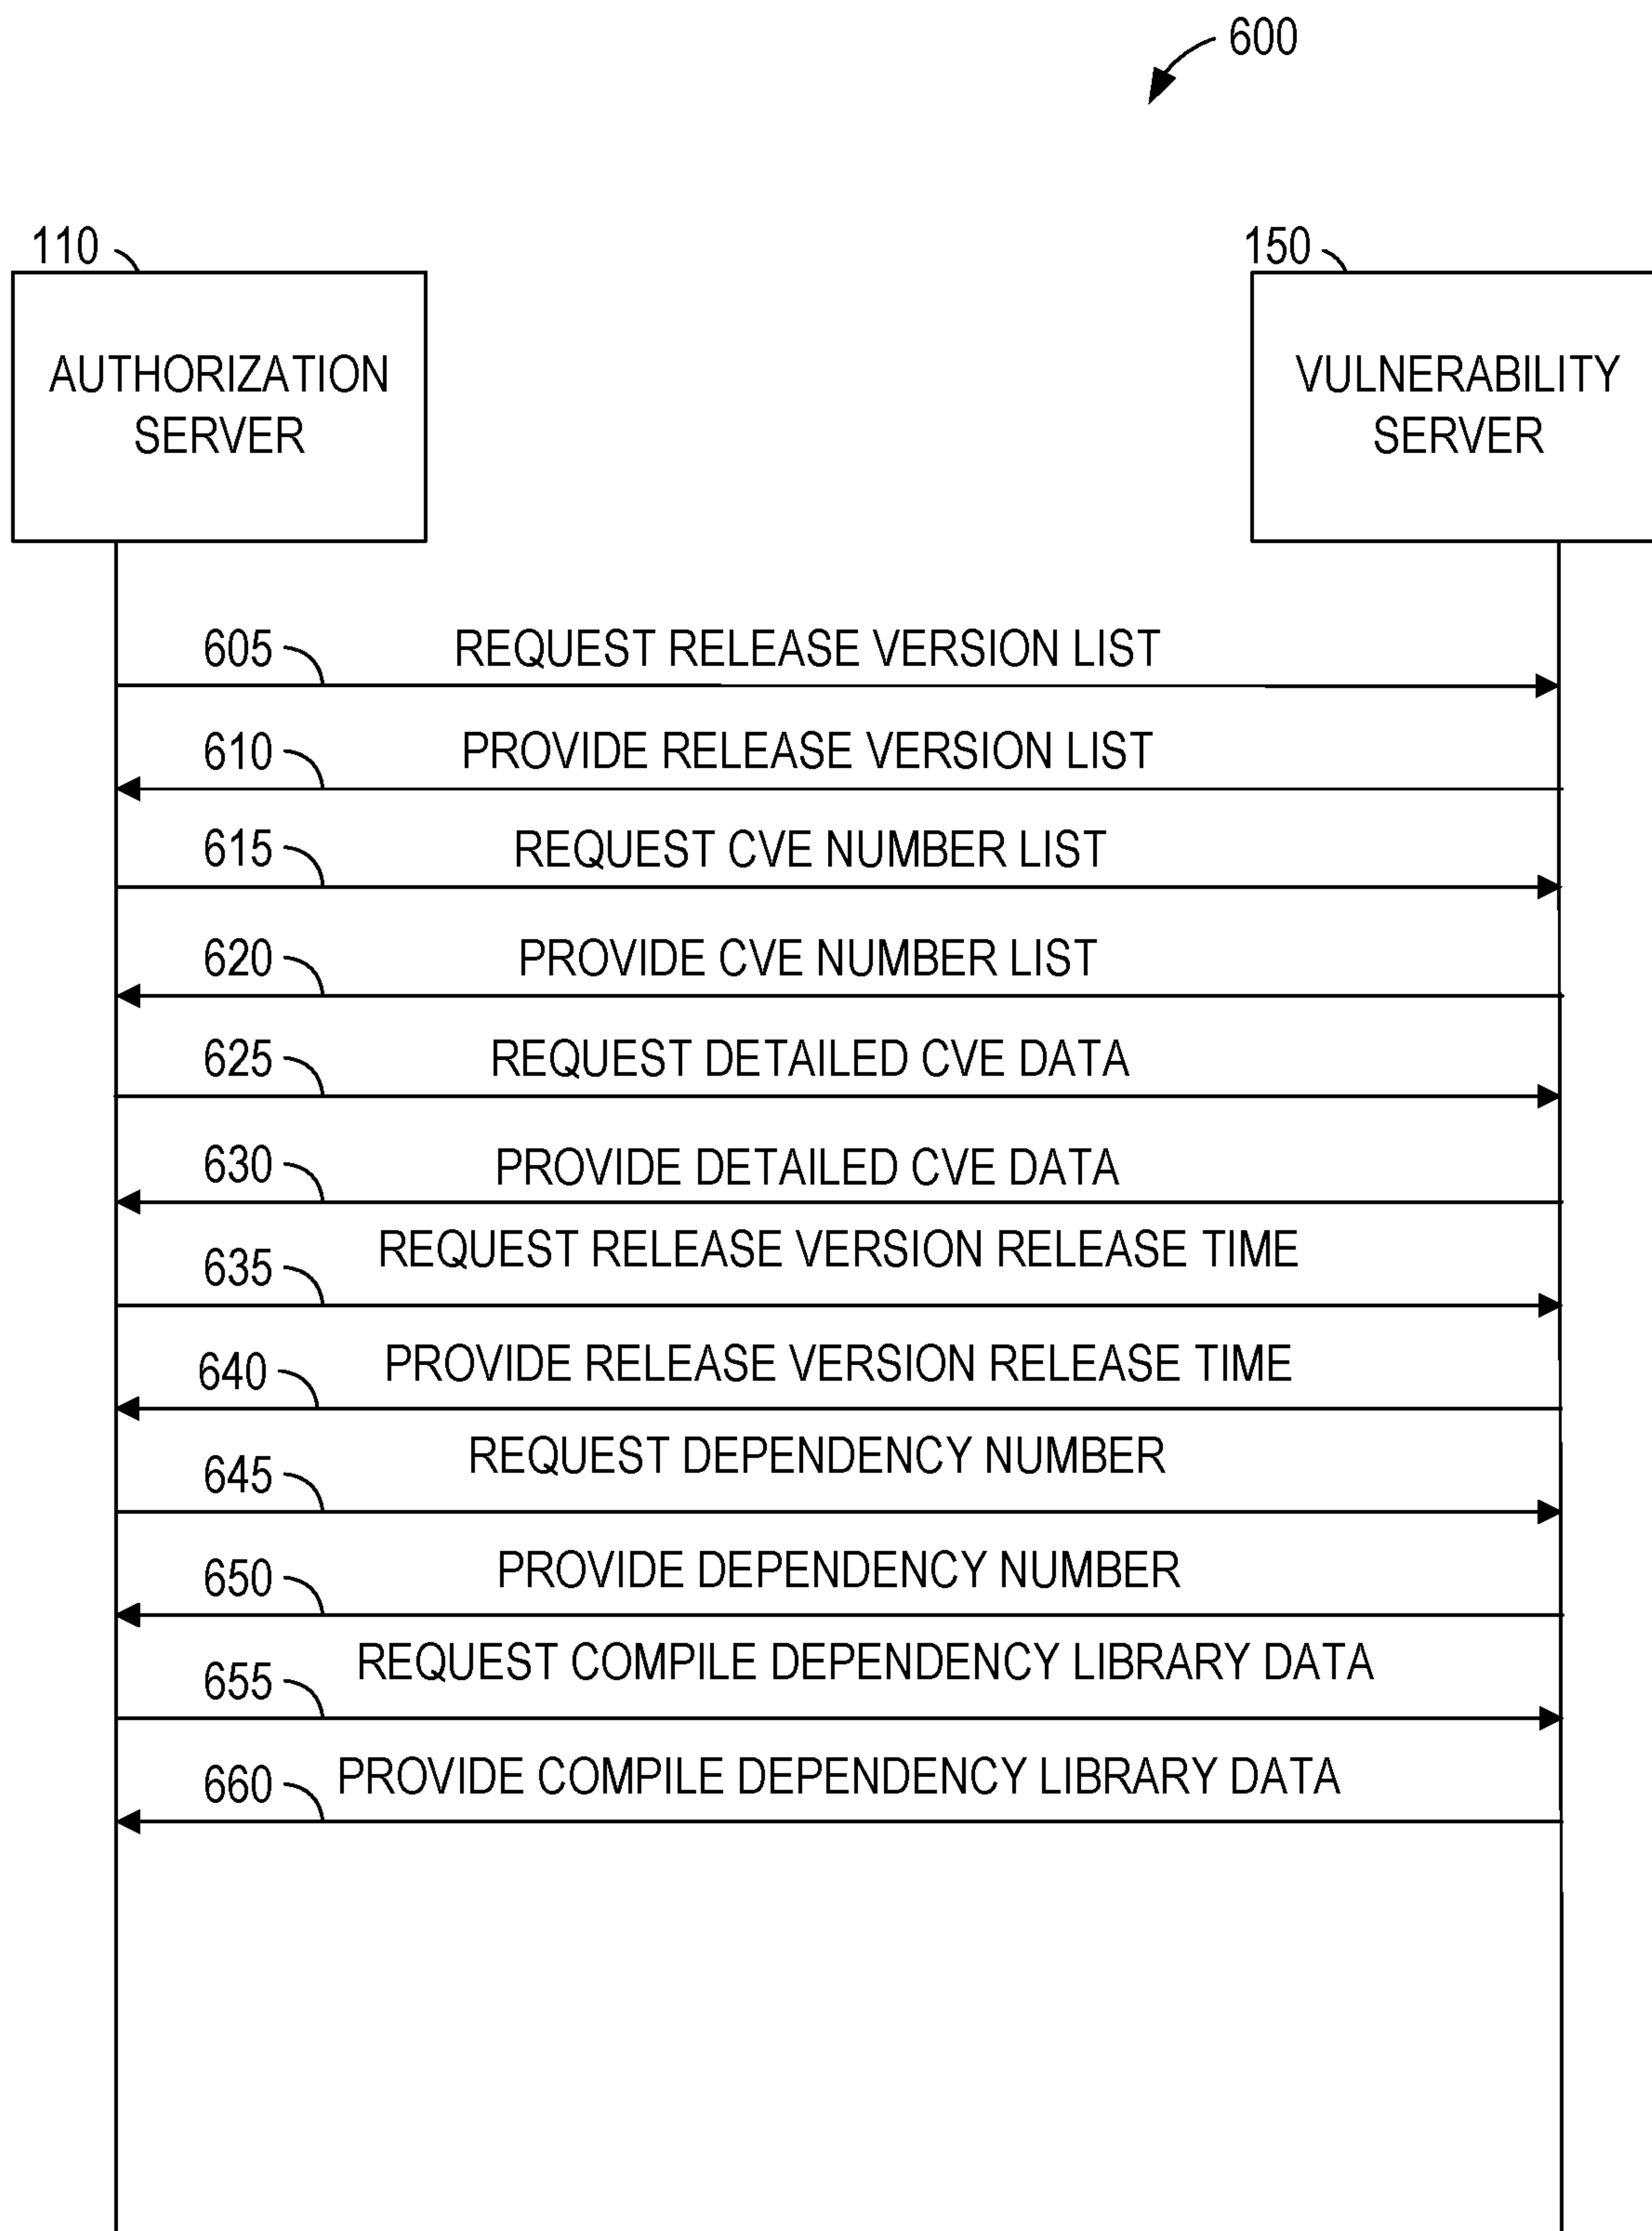 600
110
150
AUTHORIZATION
SERVER
VULNERABILITY
SERVER
605
REQUEST RELEASE VERSION LIST
610
PROVIDE RELEASE VERSION LIST
615
REQUEST CVE NUMBER LIST
620
PROVIDE CVE NUMBER LIST
625
REQUEST DETAILED CVE DATA
630
PROVIDE DETAILED CVE DATA
635
REQUEST RELEASE VERSION RELEASE TIME
640
PROVIDE RELEASE VERSION RELEASE TIME
645
REQUEST DEPENDENCY NUMBER
650
PROVIDE DEPENDENCY NUMBER
655
REQUEST COMPILE DEPENDENCY LIBRARY DATA
660
PROVIDE COMPILE DEPENDENCY LIBRARY DATA